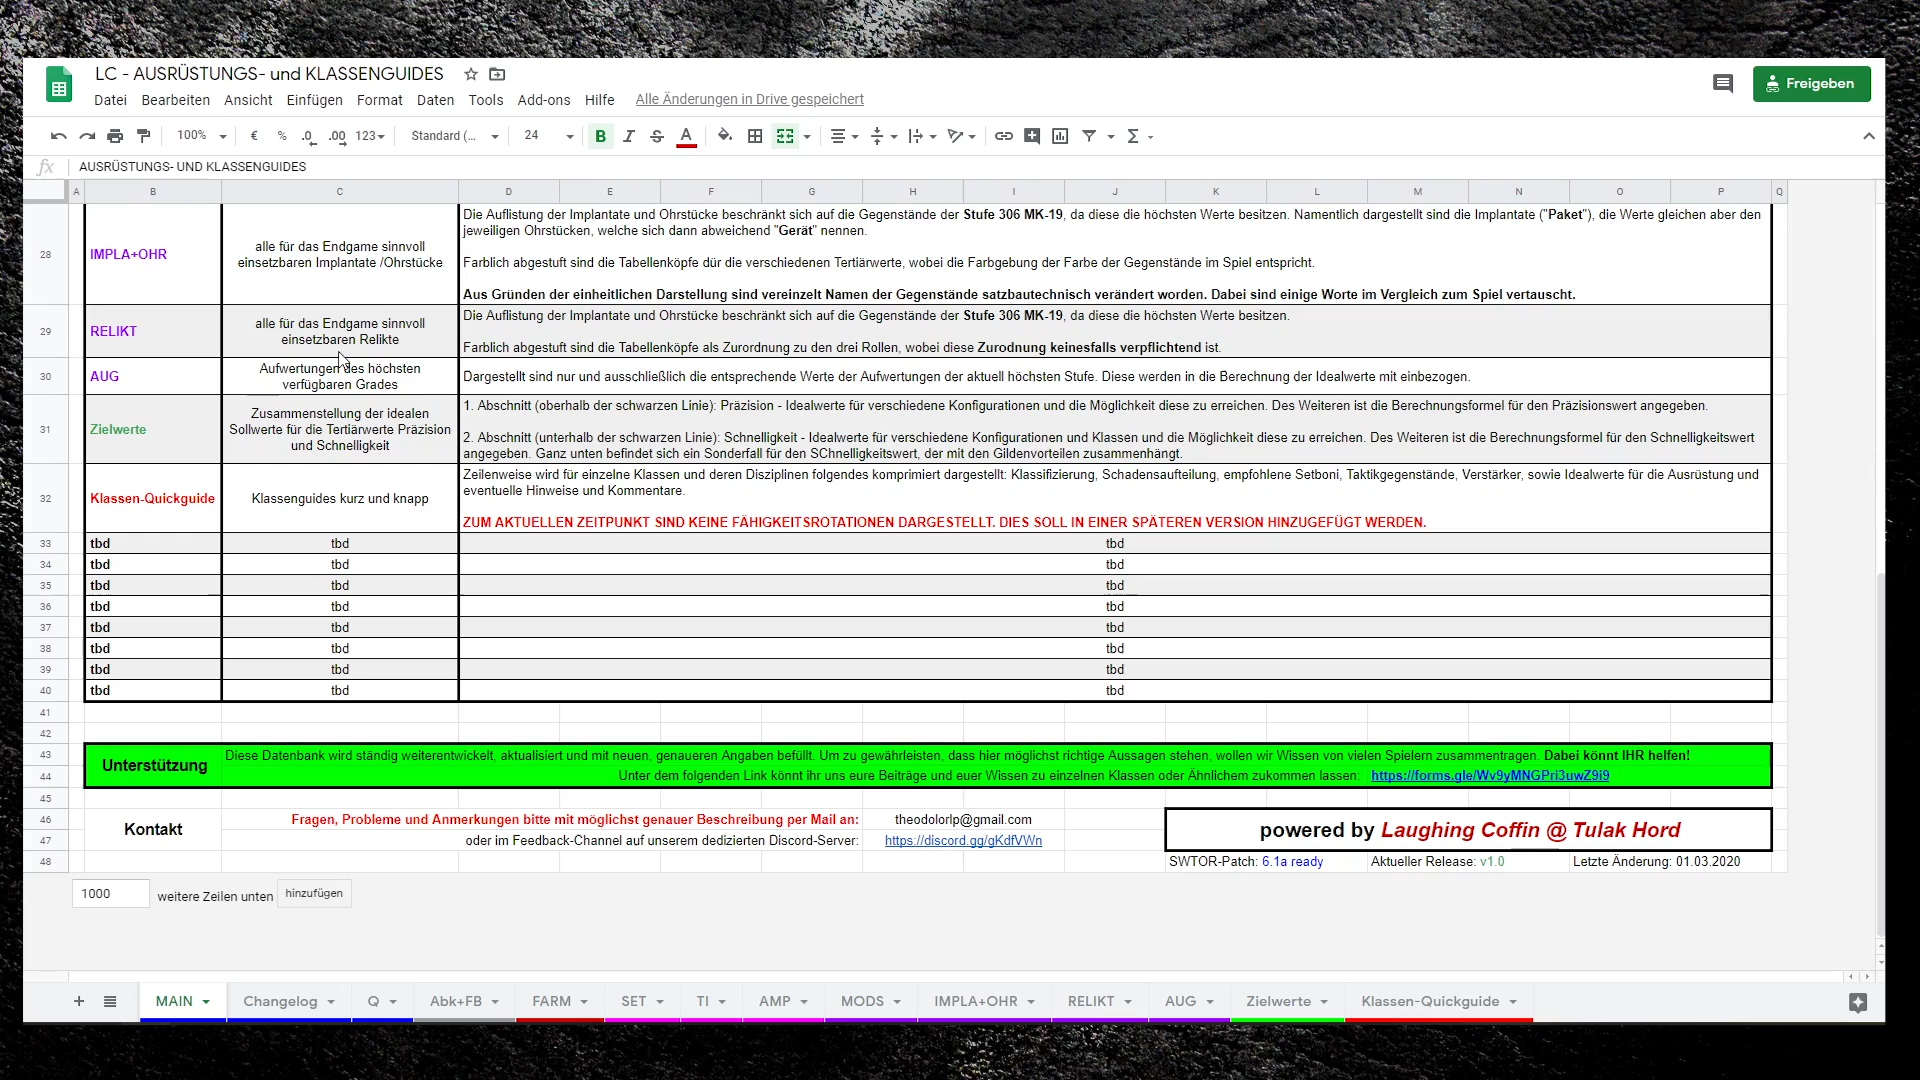 LC - AUSRÜSTUNGS- und KLASSENGUIDES
Freigeben
Datei Bearbeiten Ansicht Einfügen Format Daten Tools Add-ons Hilfe Alle Änderungen in Drive gespeichert
100% € % .0 .00 123 Standard (... 24 B I S A
fx AUSRÜSTUNGS- UND KLASSENGUIDES
A B C D E F G H I J K L M N O P Q
28
IMPLA+OHR
alle für das Endgame sinnvoll
einsetzbaren Implantate /Ohrstücke
Die Auflistung der Implantate und Ohrstücke beschränkt sich auf die Gegenstände der Stufe 306 MK-19, da diese die höchsten Werte besitzen. Namentlich dargestellt sind die Implantate ("Paket"), die Werte gleichen aber den
jeweiligen Ohrstücken, welche sich dann abweichend "Gerät" nennen.
Farblich abgestuft sind die Tabellenköpfe dür die verschiedenen Tertiärwerte, wobei die Farbgebung der Farbe der Gegenstände im Spiel entspricht.
Aus Gründen der einheitlichen Darstellung sind vereinzelt Namen der Gegenstände satzbautechnisch verändert worden. Dabei sind einige Worte im Vergleich zum Spiel vertauscht.
29
RELIKT
alle für das Endgame sinnvoll
einsetzbaren Relikte
Die Auflistung der Implantate und Ohrstücke beschränkt sich auf die Gegenstände der Stufe 306 MK-19, da diese die höchsten Werte besitzen.
Farblich abgestuft sind die Tabellenköpfe als Zurordnung zu den drei Rollen, wobei diese Zurodnung keinesfalls verpflichtend ist.
30
AUG
Aufwertungen des höchsten
verfügbaren Grades
Dargestellt sind nur und ausschließlich die entsprechende Werte der Aufwertungen der aktuell höchsten Stufe. Diese werden in die Berechnung der Idealwerte mit einbezogen.
31
Zielwerte
Zusammenstellung der idealen
Sollwerte für die Tertiärwerte Präzision
und Schnelligkeit
1. Abschnitt (oberhalb der schwarzen Linie): Präzision - Idealwerte für verschiedene Konfigurationen und die Möglichkeit diese zu erreichen. Des Weiteren ist die Berechnungsformel für den Präzisionswert angegeben.
2. Abschnitt (unterhalb der schwarzen Linie): Schnelligkeit - Idealwerte für verschiedene Konfigurationen und Klassen und die Möglichkeit diese zu erreichen. Des Weiteren ist die Berechnungsformel für den Schnelligkeitswert
angegeben. Ganz unten befindet sich ein Sonderfall für den SChnelligkeitswert, der mit den Gildenvorteilen zusammenhängt.
32
Klassen-Quickguide
Klassenguides kurz und knapp
Zeilenweise wird für einzelne Klassen und deren Disziplinen folgendes komprimiert dargestellt: Klassifizierung, Schadensaufteilung, empfohlene Setboni, Taktikgegenstände, Verstärker, sowie Idealwerte für die Ausrüstung und
eventuelle Hinweise und Kommentare.
ZUM AKTUELLEN ZEITPUNKT SIND KEINE FÄHIGKEITSROTATIONEN DARGESTELLT. DIES SOLL IN EINER SPÄTEREN VERSION HINZUGEFÜGT WERDEN.
33 tbd tbd tbd
34 tbd tbd tbd
35 tbd tbd tbd
36 tbd tbd tbd
37 tbd tbd tbd
38 tbd tbd tbd
39 tbd tbd tbd
40 tbd tbd tbd
41
42
43
44
Unterstützung
Diese Datenbank wird ständig weiterentwickelt, aktualisiert und mit neuen, genaueren Angaben befüllt. Um zu gewährleisten, dass hier möglichst richtige Aussagen stehen, wollen wir Wissen von vielen Spielern zusammentragen. Dabei könnt IHR helfen!
Unter dem folgenden Link könnt ihr uns eure Beiträge und euer Wissen zu einzelnen Klassen oder Ähnlichem zukommen lassen: https://forms.gle/Wv9yMNGPri3uwZ9i9
45
46
47
Kontakt
Fragen, Probleme und Anmerkungen bitte mit möglichst genauer Beschreibung per Mail an: theodolorlp@gmail.com
oder im Feedback-Channel auf unserem dedizierten Discord-Server: https://discord.gg/gKdfVWn
powered by Laughing Coffin @ Tulak Hord
48 SWTOR-Patch: 6.1a ready Aktueller Release: v1.0 Letzte Änderung: 01.03.2020
1000 weitere Zeilen unten hinzufügen
MAIN Changelog Q Abk+FB FARM SET TI AMP MODS IMPLA+OHR RELIKT AUG Zielwerte Klassen-Quickguide